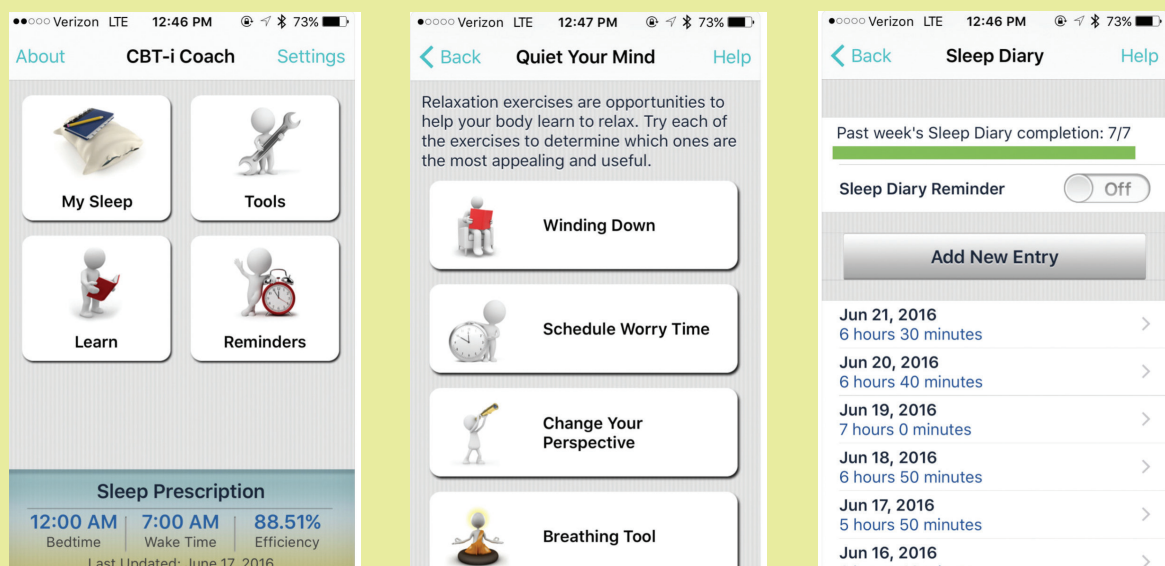 Verizon LTE 12:46 PM 73%
About CBT-i Coach Settings
My Sleep
Tools
Learn
Reminders
Sleep Prescription
12:00 AM 7:00 AM 88.51%
Bedtime Wake Time Efficiency
Last Updated: June 17, 2016
Verizon LTE 12:47 PM 73%
Back Quiet Your Mind Help
Relaxation exercises are opportunities to
help your body learn to relax. Try each of
the exercises to determine which ones are
the most appealing and useful.
Winding Down
Schedule Worry Time
Change Your
Perspective
Breathing Tool
Verizon LTE 12:46 PM 73%
Back Sleep Diary Help
Past week's Sleep Diary completion: 7/7
Sleep Diary Reminder Off
Add New Entry
Jun 21, 2016
6 hours 30 minutes
Jun 20, 2016
6 hours 40 minutes
Jun 19, 2016
7 hours 0 minutes
Jun 18, 2016
6 hours 50 minutes
Jun 17, 2016
5 hours 50 minutes
Jun 16, 2016